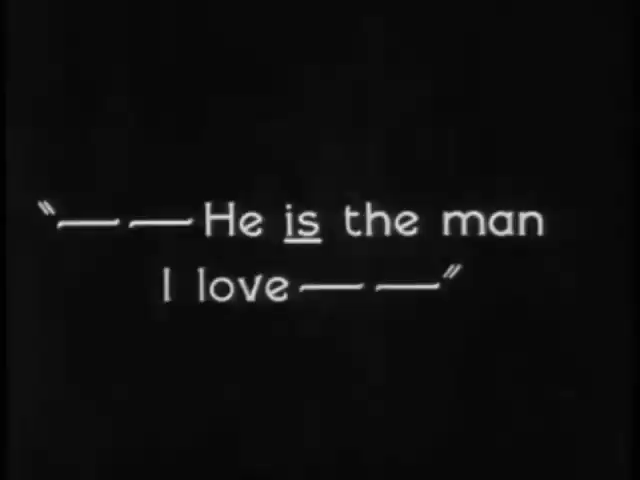 "— — He is the man
I love — —"